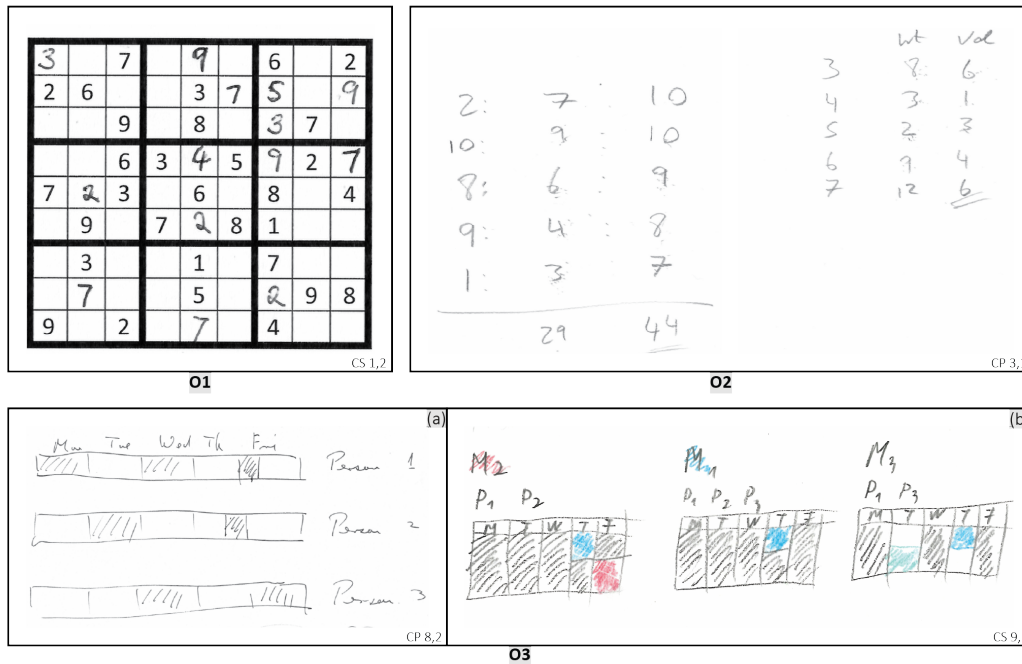 3 7 9 6 2
2 6 3 7 5 9
9 8 3 7
6 3 4 5 9 2 7
7 2 3 6 8 4
9 7 2 8 1
3 1 7
7 5 2 9 8
9 2 7 4
CS 1,2
O1
2: 7 : 10
10: 9 : 10
8: 6 : 9
9: 4 : 8
1: 3 7
29 44
wt Vol
3 8 6
4 3 1
5 2 3
6 9 4
7 12 6
CP 3,
O2
(a)
Mon Tue Wed Th Fri
Person 1
Person 2
Person 3
CP 8,2
(b
M2 M1 M3
P1 P2 P1 P2 P3 P1 P3
M T W T F M T W T F M T W T F
CS 9,
O3